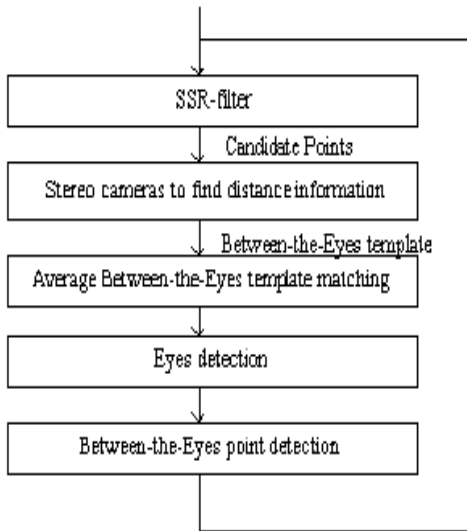 SSR-filter
Candidate Points
Stereo cameras to find distance information
Between-the-Eyes template
Average Between-the-Eyes template matching
Eyes detection
Between-the-Eyes point detection